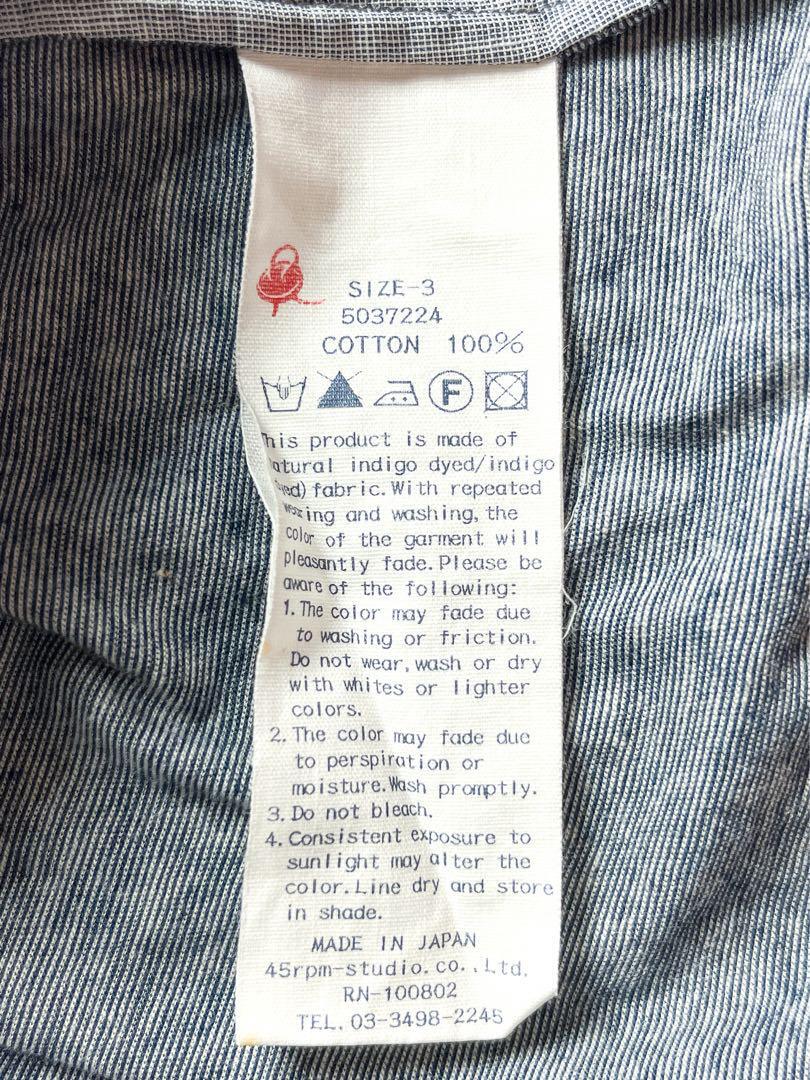 SIZE-3
5037224
COTTON 100%
F
This product is made of
atural indigo dyed/indigo
yed) fabric. With repeated
wearing and washing, the
color of the garment will
pleasantly fade. Please be
aware of the following:
1. The color may fade due
to washing or friction.
Do not wear, wash or dry
with whites or lighter
colors.
2. The color may fade due
to perspiration or
moisture. Wash promptly.
3. Do not bleach.
4. Consistent exposure to
sunlight may alter the
color. Line dry and store
in shade.
MADE IN JAPAN
45rpm-studio.co.,Ltd.
RN-100802
TEL. 03-3498-2245